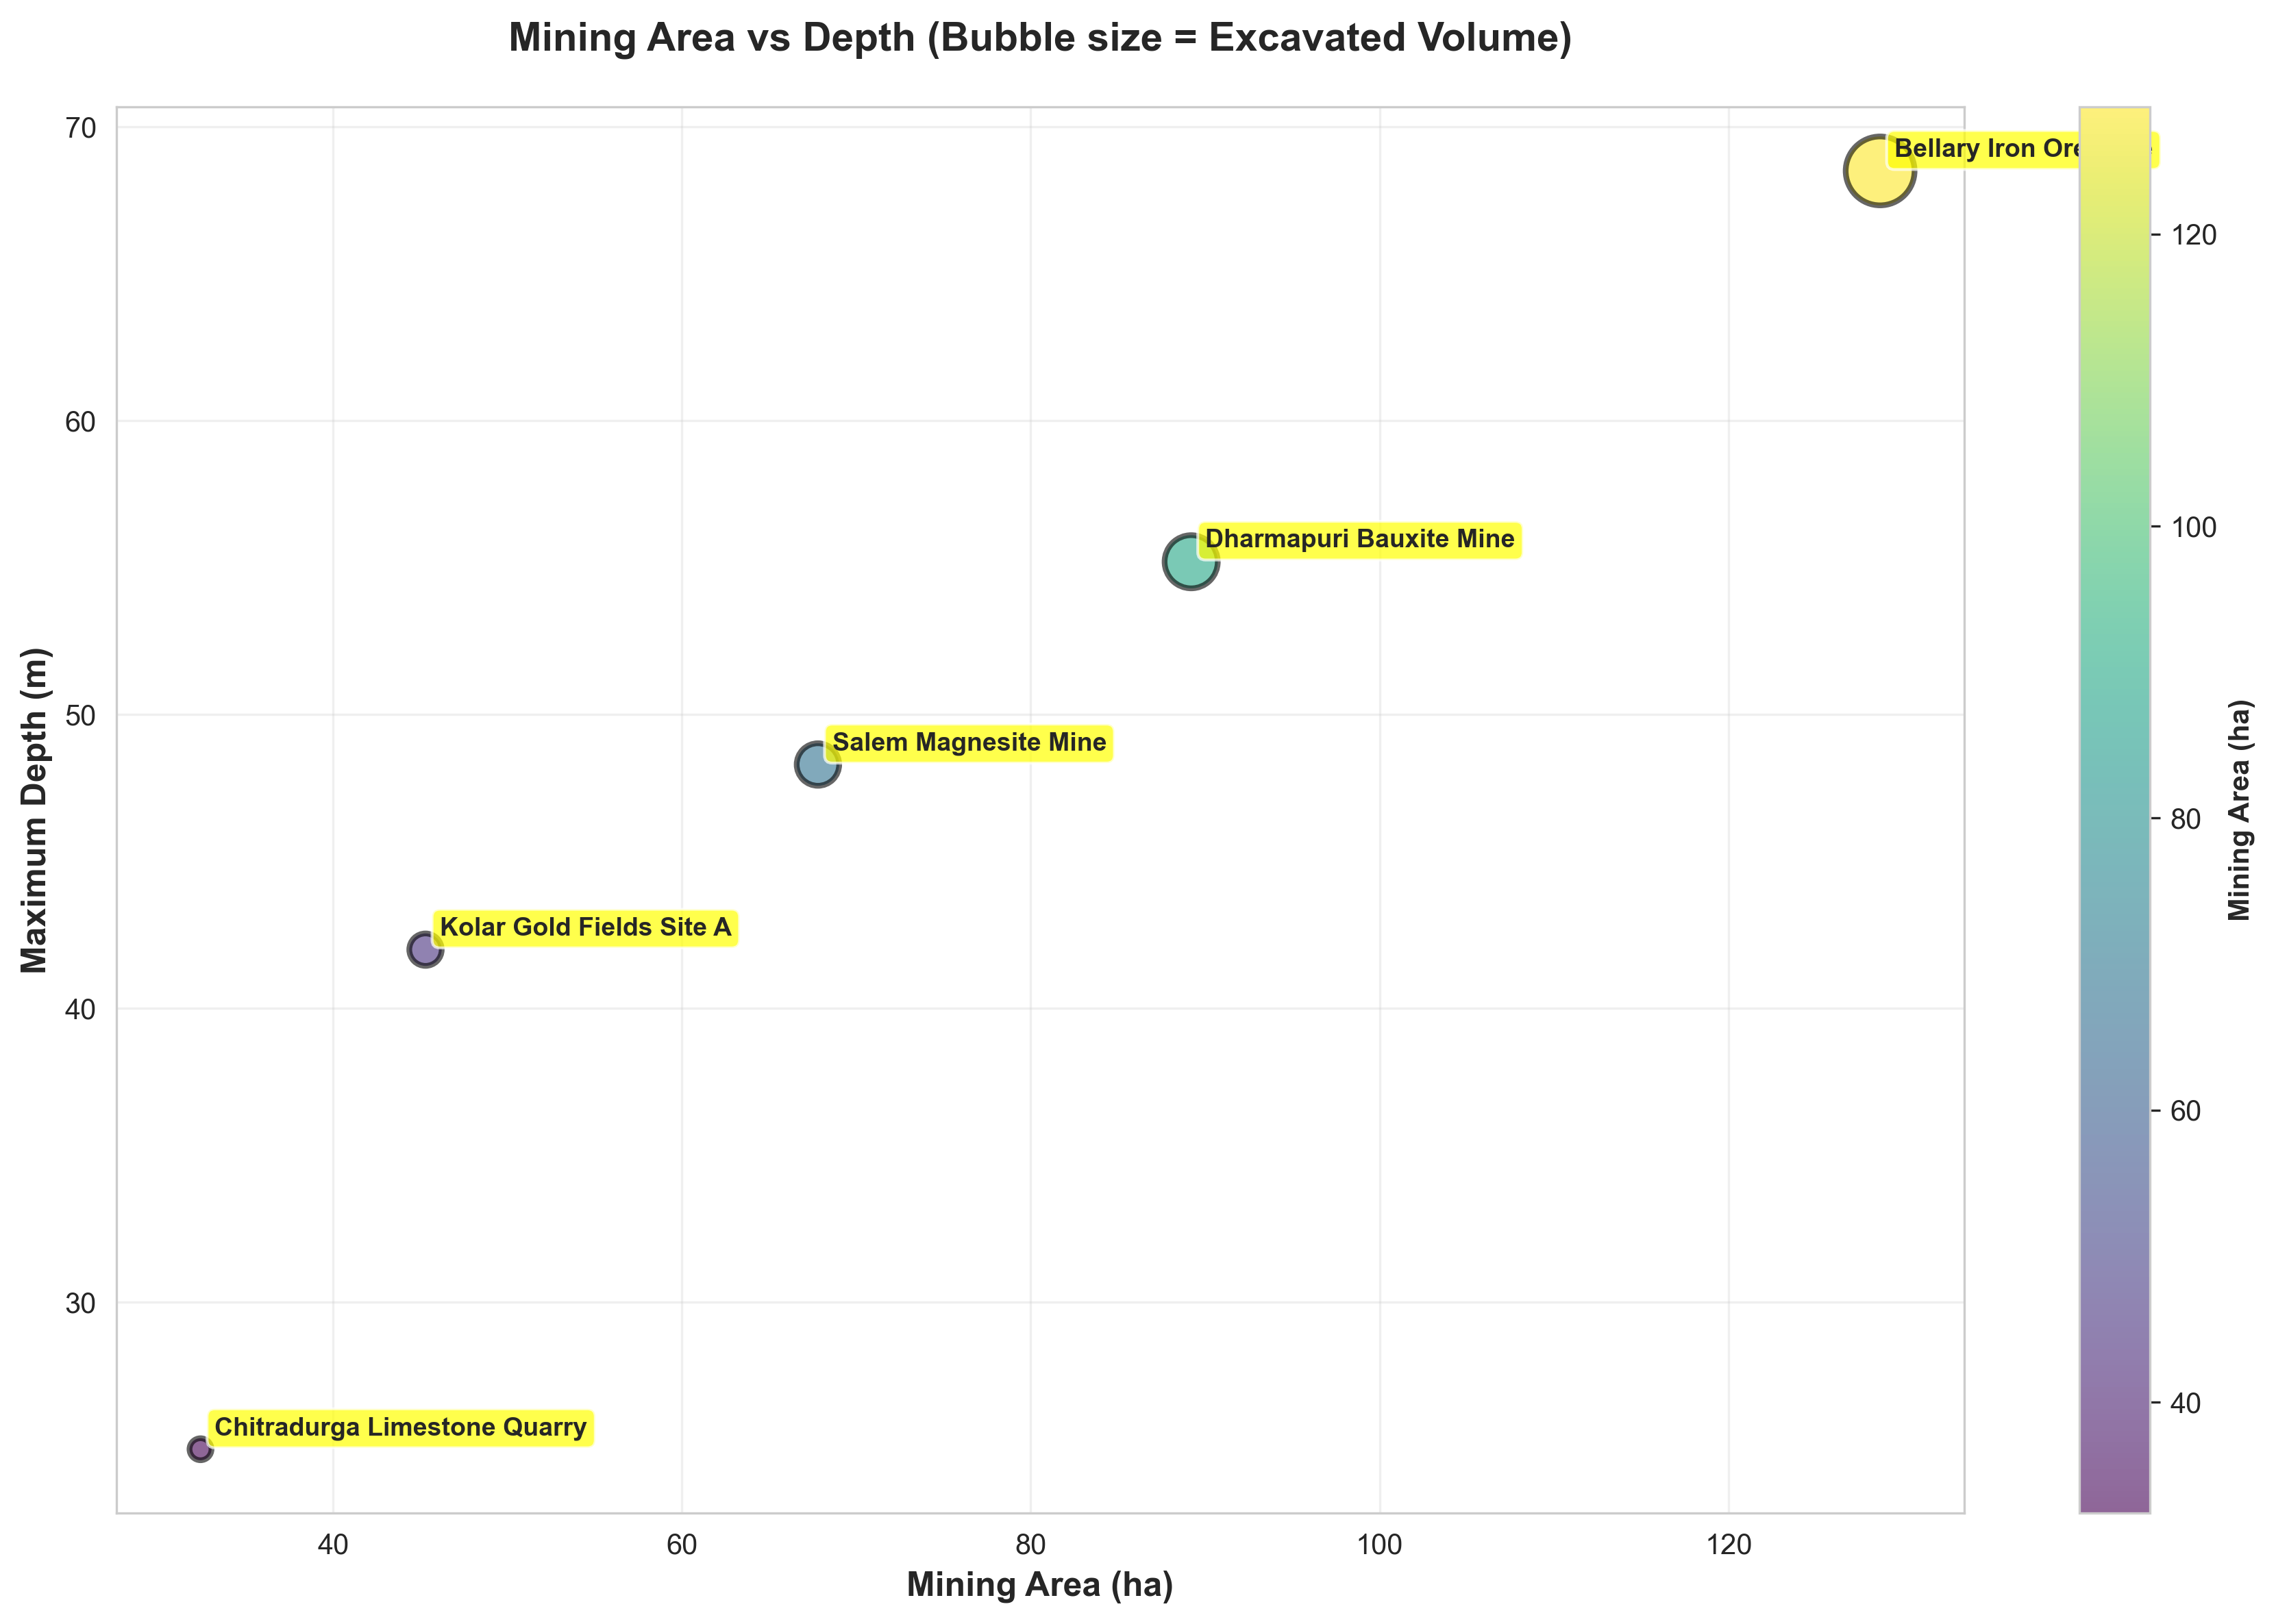 Mining Area vs Depth (Bubble size = Excavated Volume)
70
60
50
40
30
Maximum Depth (m)
Bellary Iron Ore
Dharmapuri Bauxite Mine
Salem Magnesite Mine
Kolar Gold Fields Site A
Chitradurga Limestone Quarry
40
60
80
100
120
Mining Area (ha)
120
100
80
60
40
Mining Area (ha)